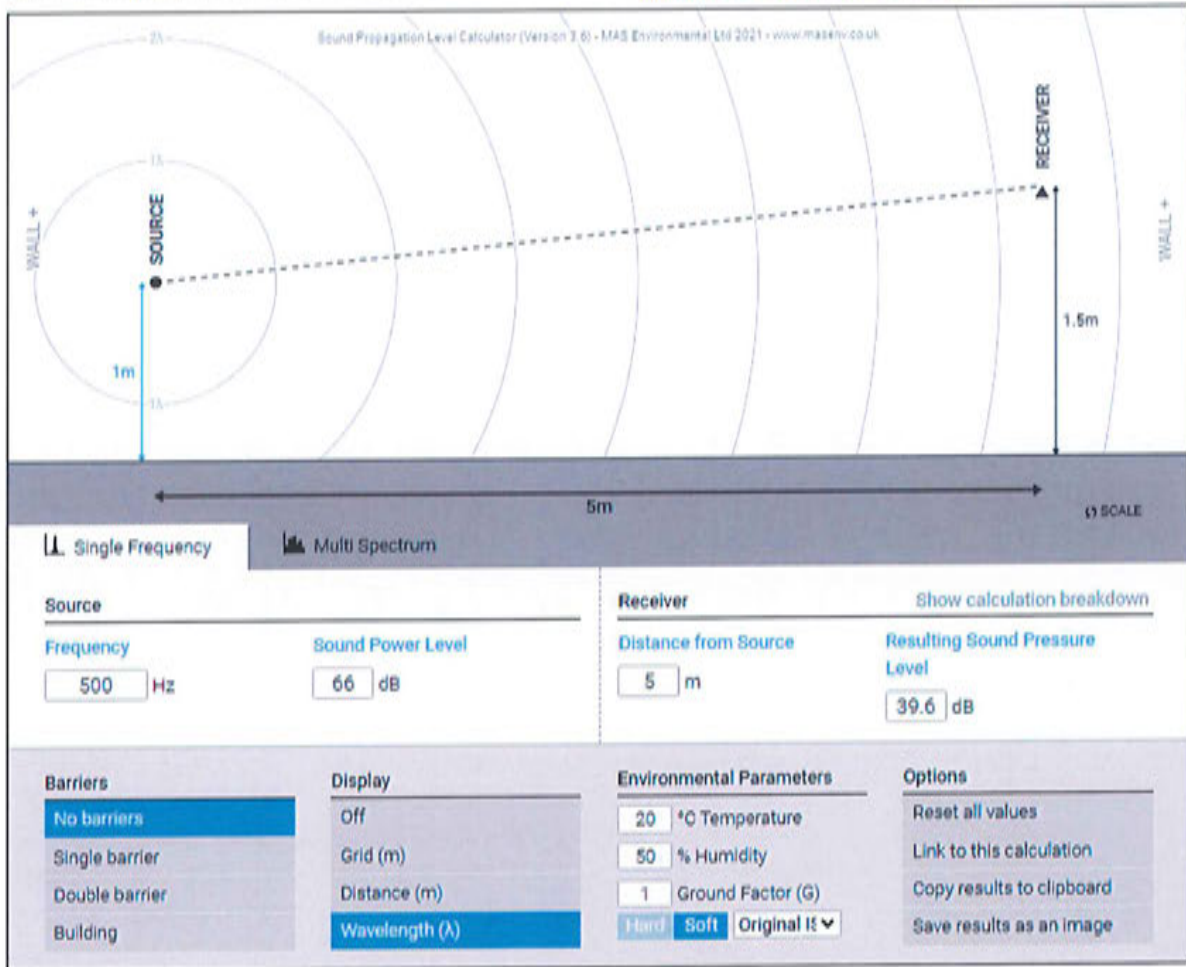 Sound Propagation Level Calculator (Version 3.6) - MAS Environmental Ltd 2021 - www.masenv.co.uk
2λ
1λ
WALL +
SOURCE
RECEIVER
WALL +
1m
1.5m
1λ
5m
SCALE
Single Frequency
Multi Spectrum
Source
Receiver
Show calculation breakdown
Frequency
Sound Power Level
Distance from Source
Resulting Sound Pressure
Level
500 Hz
66 dB
5 m
39.6 dB
Barriers
Display
Environmental Parameters
Options
No barriers
Off
20 °C Temperature
Reset all values
Single barrier
Grid (m)
50 % Humidity
Link to this calculation
Double barrier
Distance (m)
1 Ground Factor (G)
Copy results to clipboard
Building
Wavelength (λ)
Hard Soft Original IS
Save results as an image